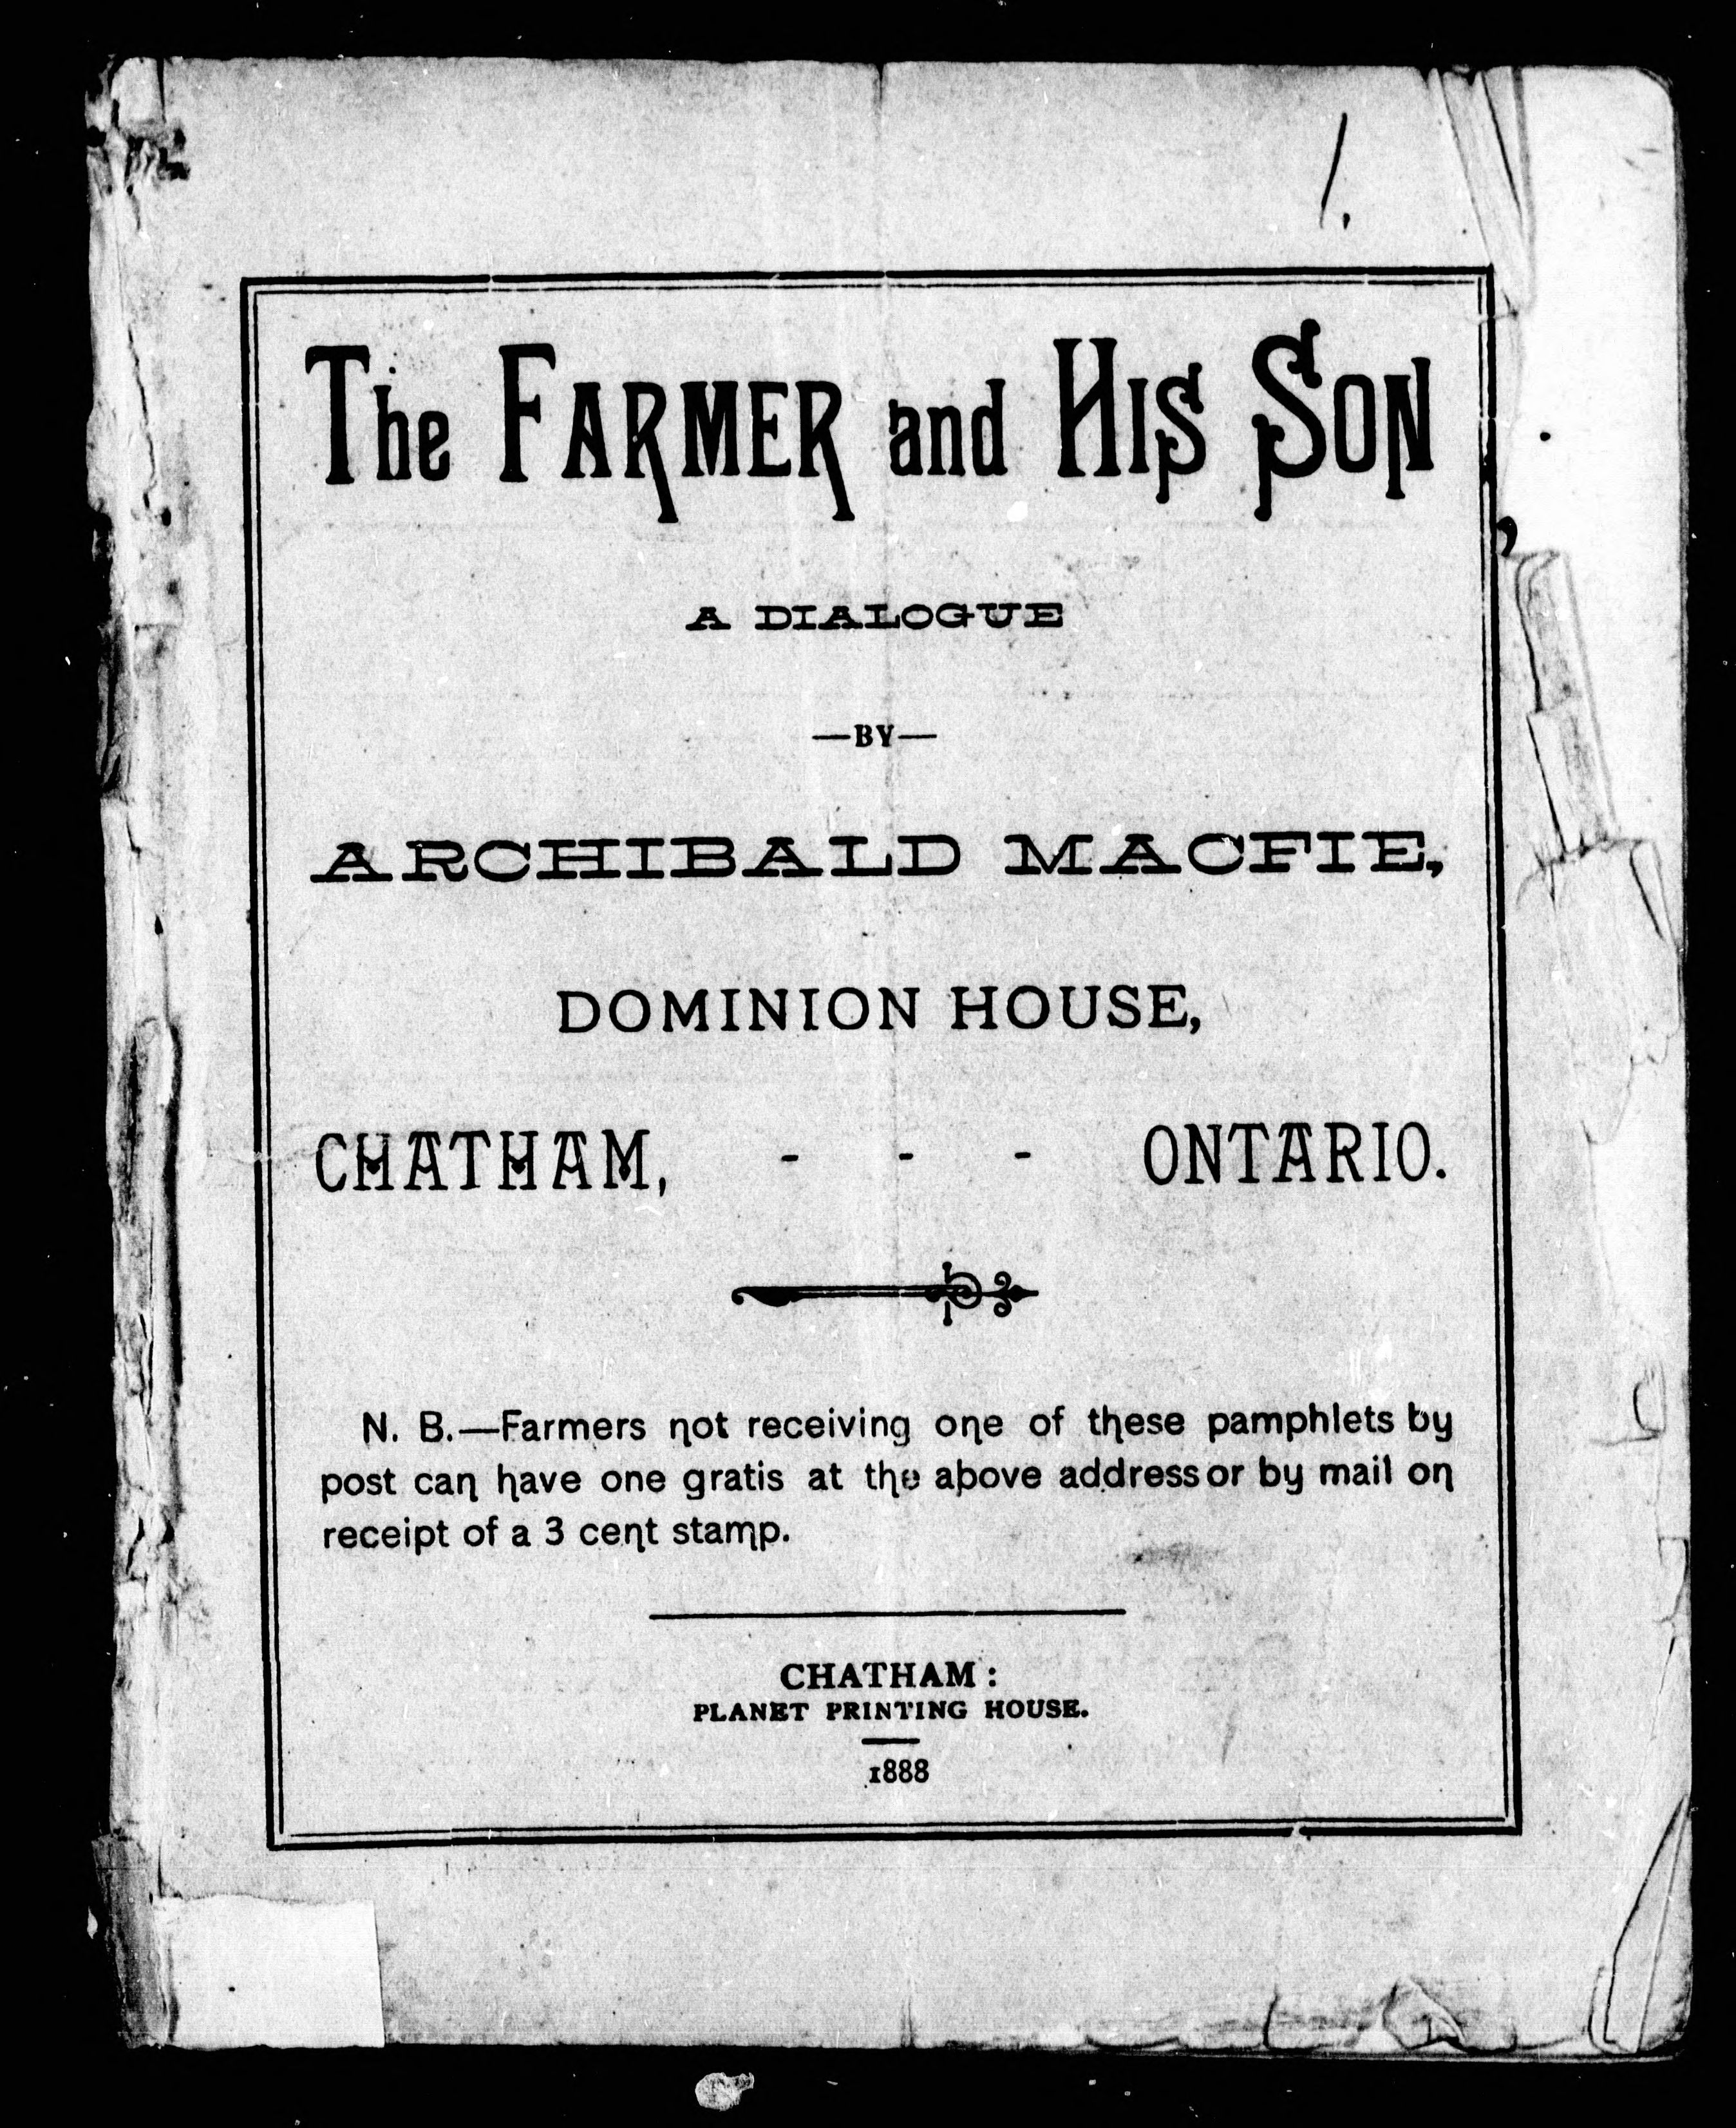 The FARMER and HIS SON
A DIALOGUE
—BY—
ARCHIBALD MACFIE,
DOMINION HOUSE,
CHATHAM, - - - ONTARIO.
N. B.—Farmers not receiving one of these pamphlets by
post can have one gratis at the above address or by mail on
receipt of a 3 cent stamp.
CHATHAM:
PLANET PRINTING HOUSE.
1888